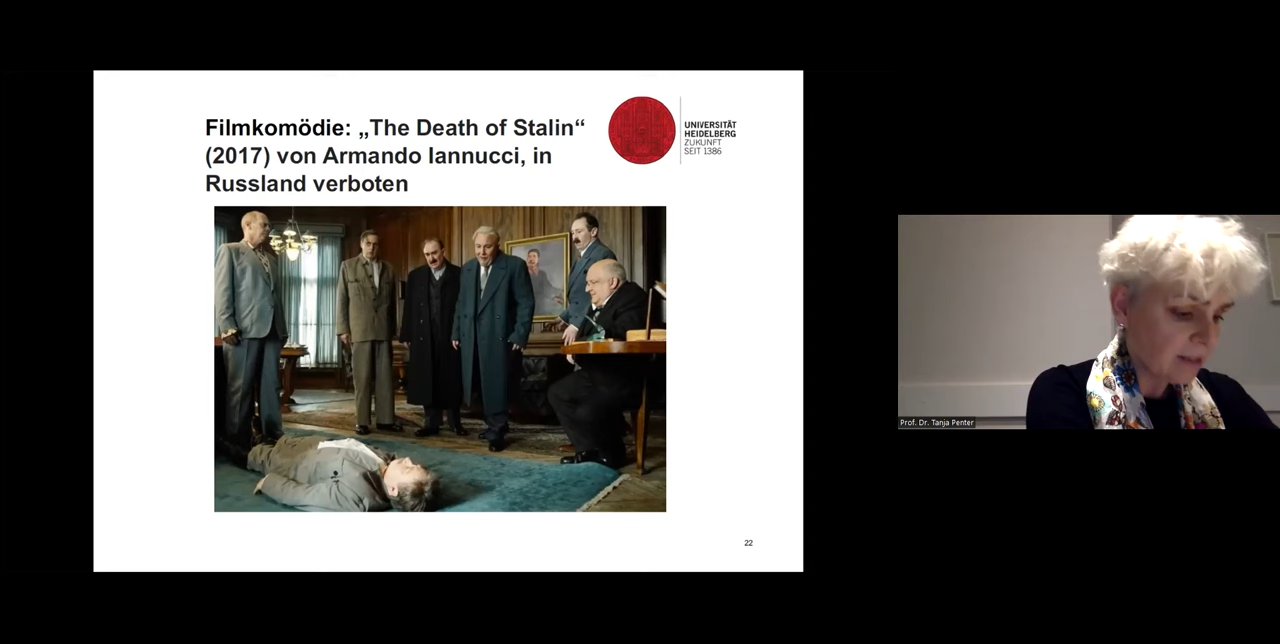 Filmkomödie: „The Death of Stalin“
(2017) von Armando Iannucci, in
Russland verboten
UNIVERSITÄT
HEIDELBERG
ZUKUNFT
SEIT 1386
22
Prof. Dr. Tanja Penter